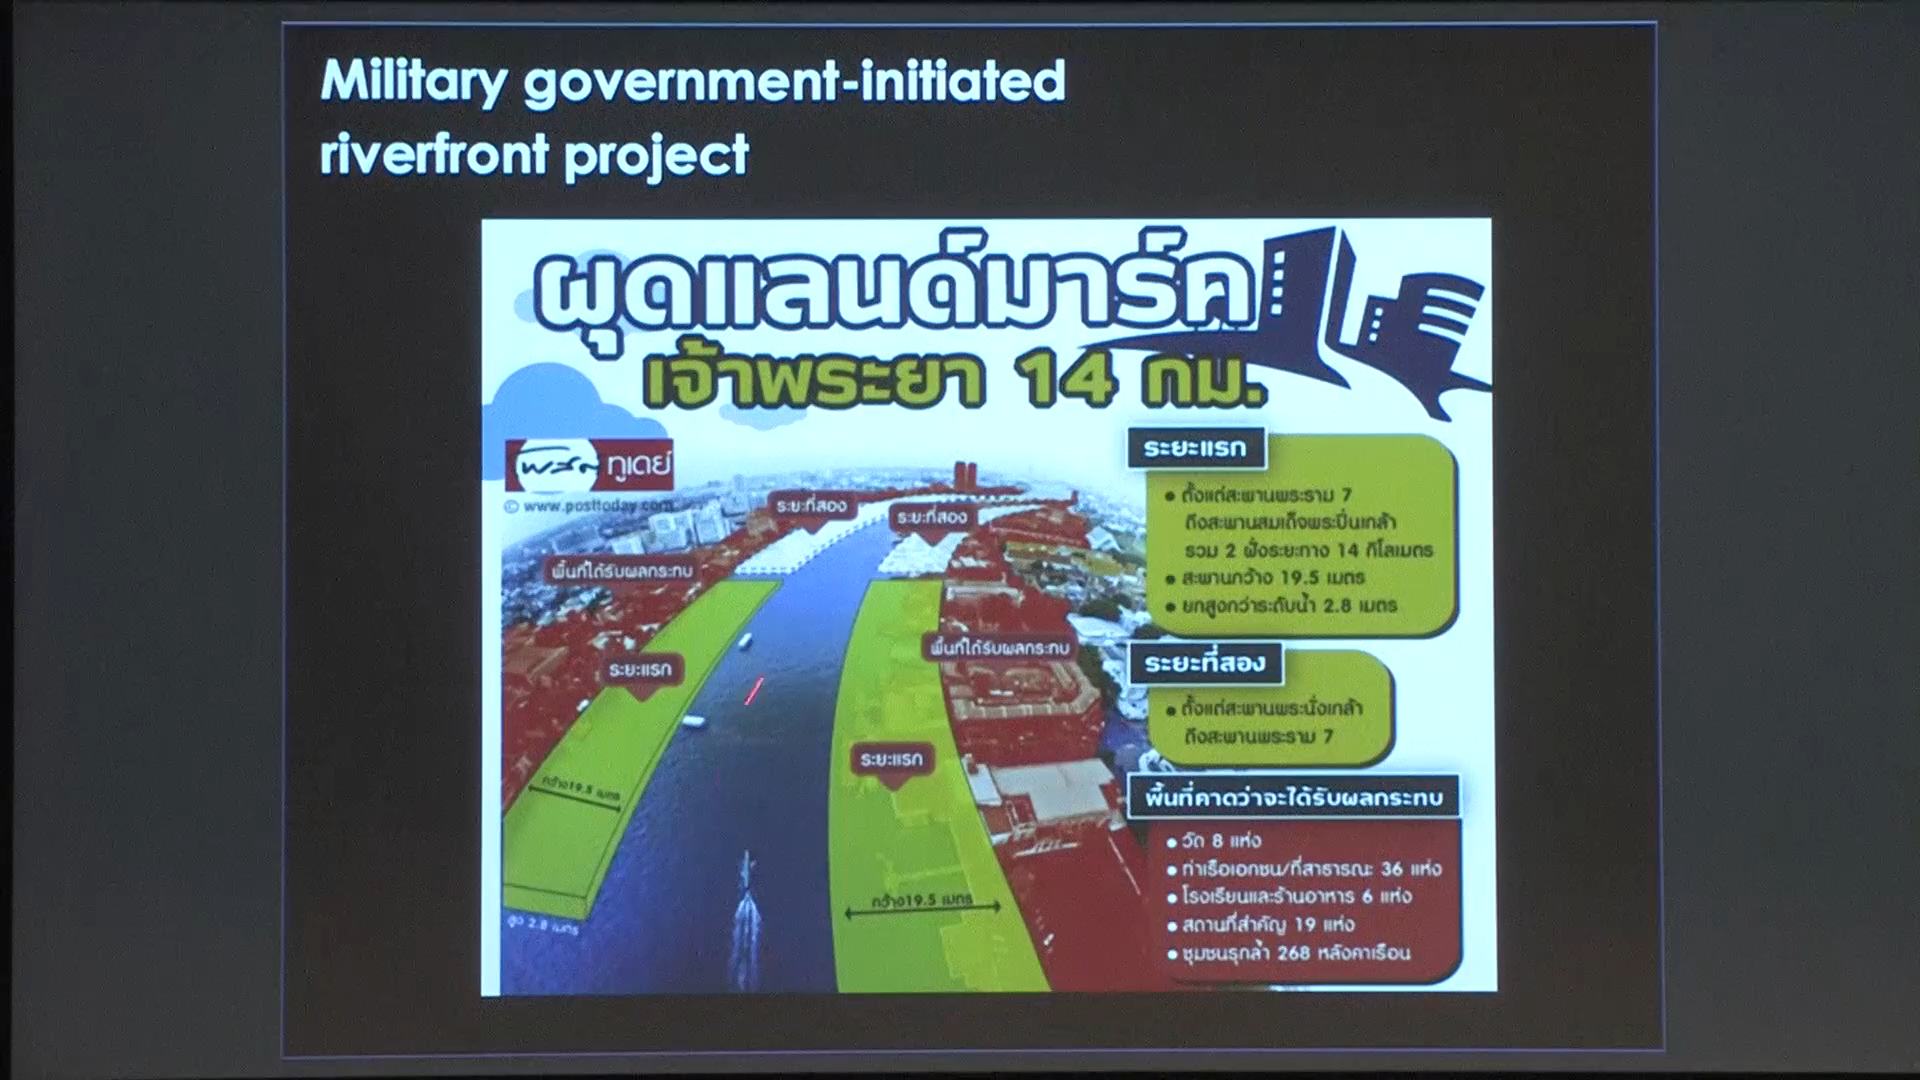 Military government-initiated
riverfront project
ผุดแลนด์มาร์ค
เจ้าพระยา 14 กม.
โพสต์ ทูเดย์
© www.posttoday.com
ระยะที่สอง
ระยะที่สอง
พื้นที่ได้รับผลกระทบ
พื้นที่ได้รับผลกระทบ
ระยะแรก
ระยะแรก
กว้าง19.5 เมตร
กว้าง19.5 เมตร
สูง 2.8 เมตร
ระยะแรก
• ตั้งแต่สะพานพระราม 7
ถึงสะพานสมเด็จพระปิ่นเกล้า
รวม 2 ฝั่งระยะทาง 14 กิโลเมตร
• สะพานกว้าง 19.5 เมตร
• ยกสูงกว่าระดับน้ำ 2.8 เมตร
ระยะที่สอง
• ตั้งแต่สะพานพระนั่งเกล้า
ถึงสะพานพระราม 7
พื้นที่คาดว่าจะได้รับผลกระทบ
• วัด 8 แห่ง
• ท่าเรือเอกชน/ที่สาธารณะ 36 แห่ง
• โรงเรียนและร้านอาหาร 6 แห่ง
• สถานที่สำคัญ 19 แห่ง
• ชุมชนรุกล้ำ 268 หลังคาเรือน